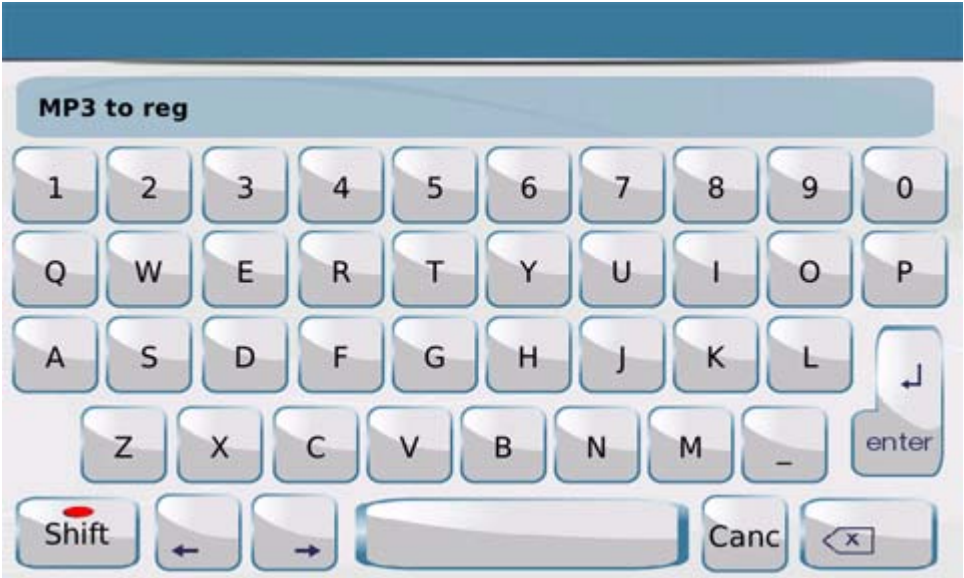 MP3 to reg
1 2 3 4 5 6 7 8 9 0
Q W E R T Y U I O P
A S D F G H J K L
enter
Z X C V B N M _
Shift Canc x